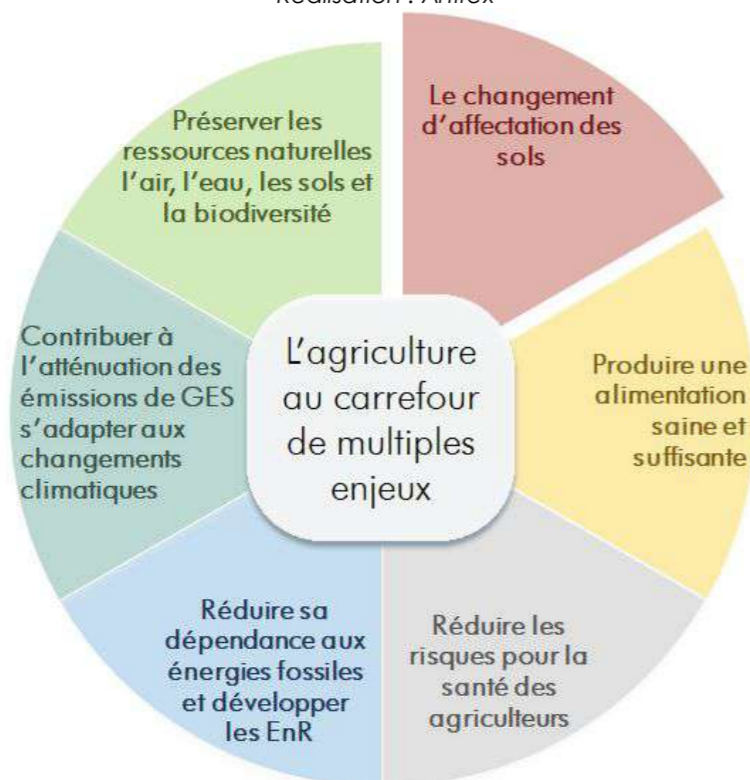 Réalisation :
Le changement
d'affectation des
sols
Produire une
alimentation
saine et
suffisante
Réduire les
risques pour la
santé des
agriculteurs
Réduire sa
dépendance aux
énergies fossiles
et développer
les EnR
Contribuer à
l'atténuation des
émissions de GES
s'adapter aux
changements
climatiques
Préserver les
ressources naturelles
l'air, l'eau, les sols et
la biodiversité
L'agriculture
au carrefour
de multiples
enjeux